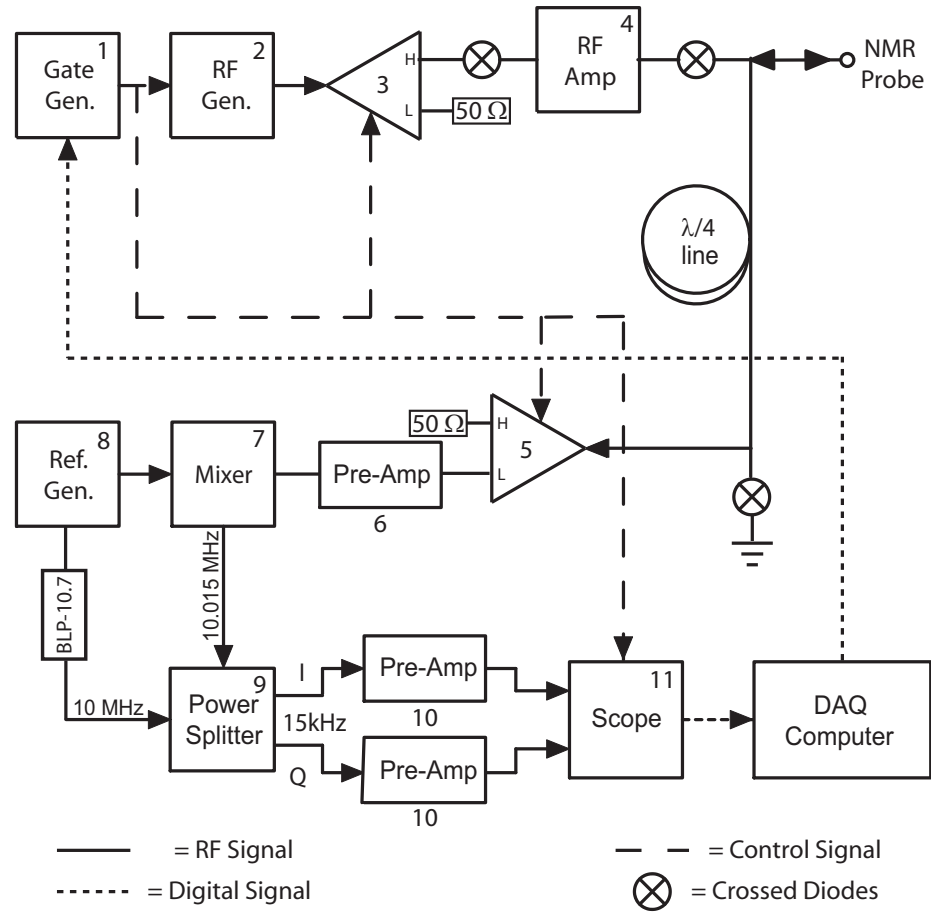 1
Gate
Gen.
2
RF
Gen.
3
H
L
50 Ω
4
RF
Amp
NMR
Probe
λ/4
line
8
Ref.
Gen.
7
Mixer
Pre-Amp
6
50 Ω
H
5
L
BLP-10.7
10.015 MHz
10 MHz
9
Power
Splitter
I
15kHz
Q
Pre-Amp
10
Pre-Amp
10
11
Scope
DAQ
Computer
= RF Signal
= Control Signal
= Digital Signal
= Crossed Diodes